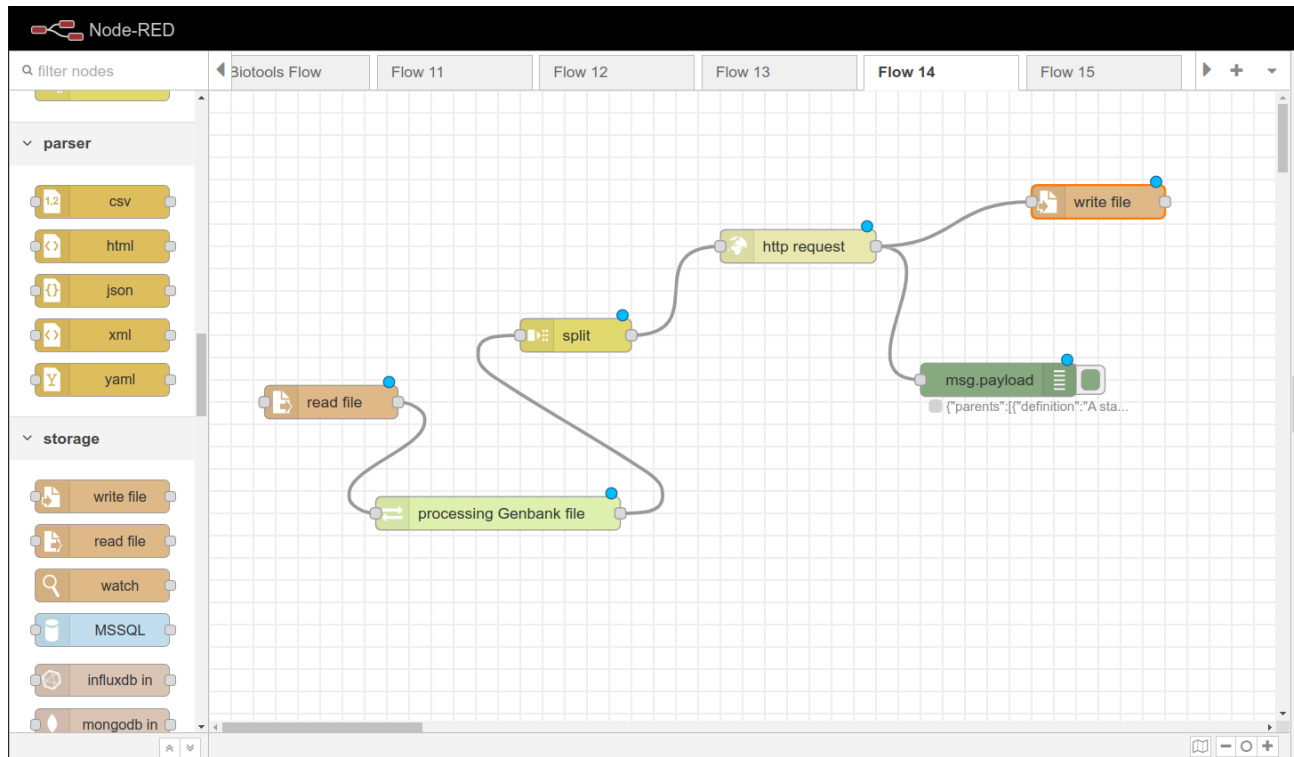 Node-RED
filter nodes
Biotools Flow
Flow 11
Flow 12
Flow 13
Flow 14
Flow 15
parser
1,2 csv
html
json
xml
Y yaml
storage
write file
read file
watch
MSSQL
influxdb in
mongodb in
write file
http request
split
read file
msg.payload
{"parents":[{"definition":"A sta...
processing Genbank file